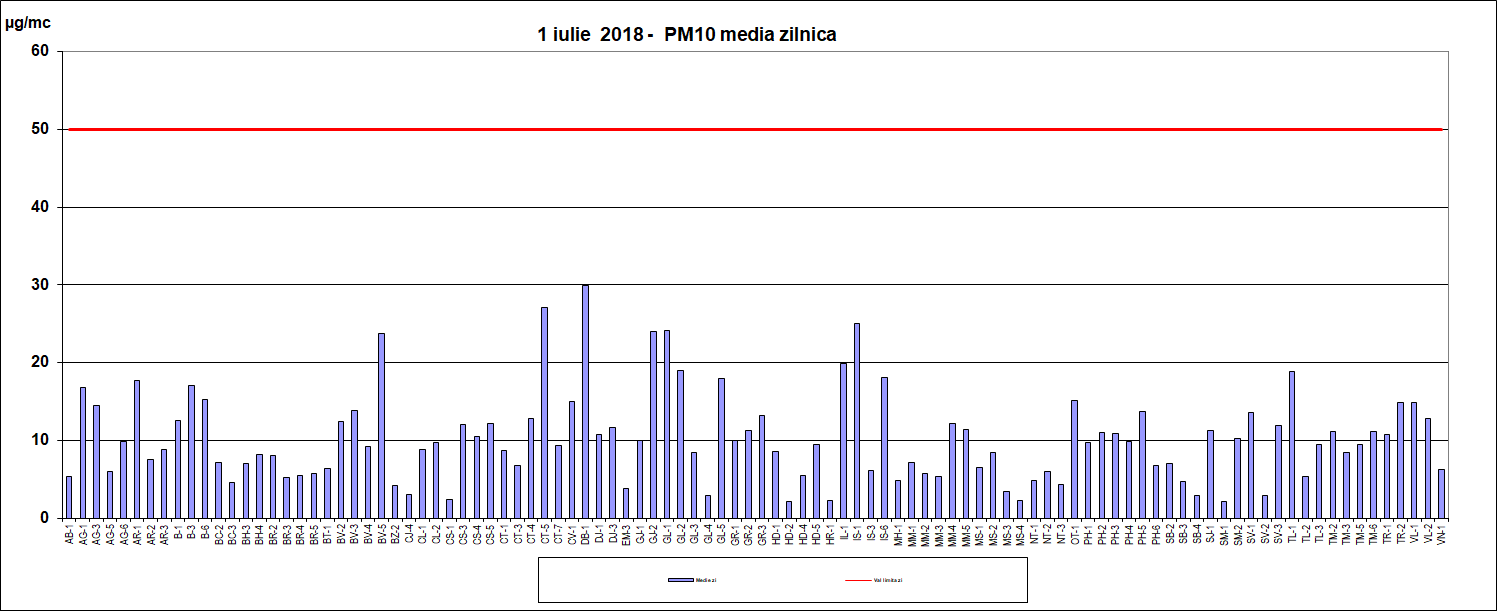 µg/mc
1 iulie 2018 - PM10 media zilnica
60
50
40
30
20
10
0
AB-1 AG-1 AG-3 AG-5 AG-6 AR-1 AR-2 AR-3 B-1 B-3 B-6 BC-2 BC-3 BH-3 BH-4 BR-2 BR-3 BR-4 BR-5 BT-1 BV-2 BV-3 BV-4 BV-5 BZ-2 CJ-4 CL-1 CL-2 CS-1 CS-3 CS-4 CS-5 CT-1 CT-3 CT-4 CT-5 CT-7 CV-1 DB-1 DJ-1 DJ-3 EM-3 GJ-1 GJ-2 GL-1 GL-2 GL-3 GL-4 GL-5 GR-1 GR-2 GR-3 HD-1 HD-2 HD-4 HD-5 HR-1 IL-1 IS-1 IS-3 IS-6 MH-1 MM-1 MM-2 MM-3 MM-4 MM-5 MS-1 MS-2 MS-3 MS-4 NT-1 NT-2 NT-3 OT-1 PH-1 PH-2 PH-3 PH-4 PH-5 PH-6 SB-2 SB-3 SB-4 SJ-1 SM-1 SM-2 SV-1 SV-2 SV-3 TL-1 TL-2 TL-3 TM-2 TM-3 TM-5 TM-6 TR-1 TR-2 VL-1 VL-2 VN-1
Medie zi Val limita zi